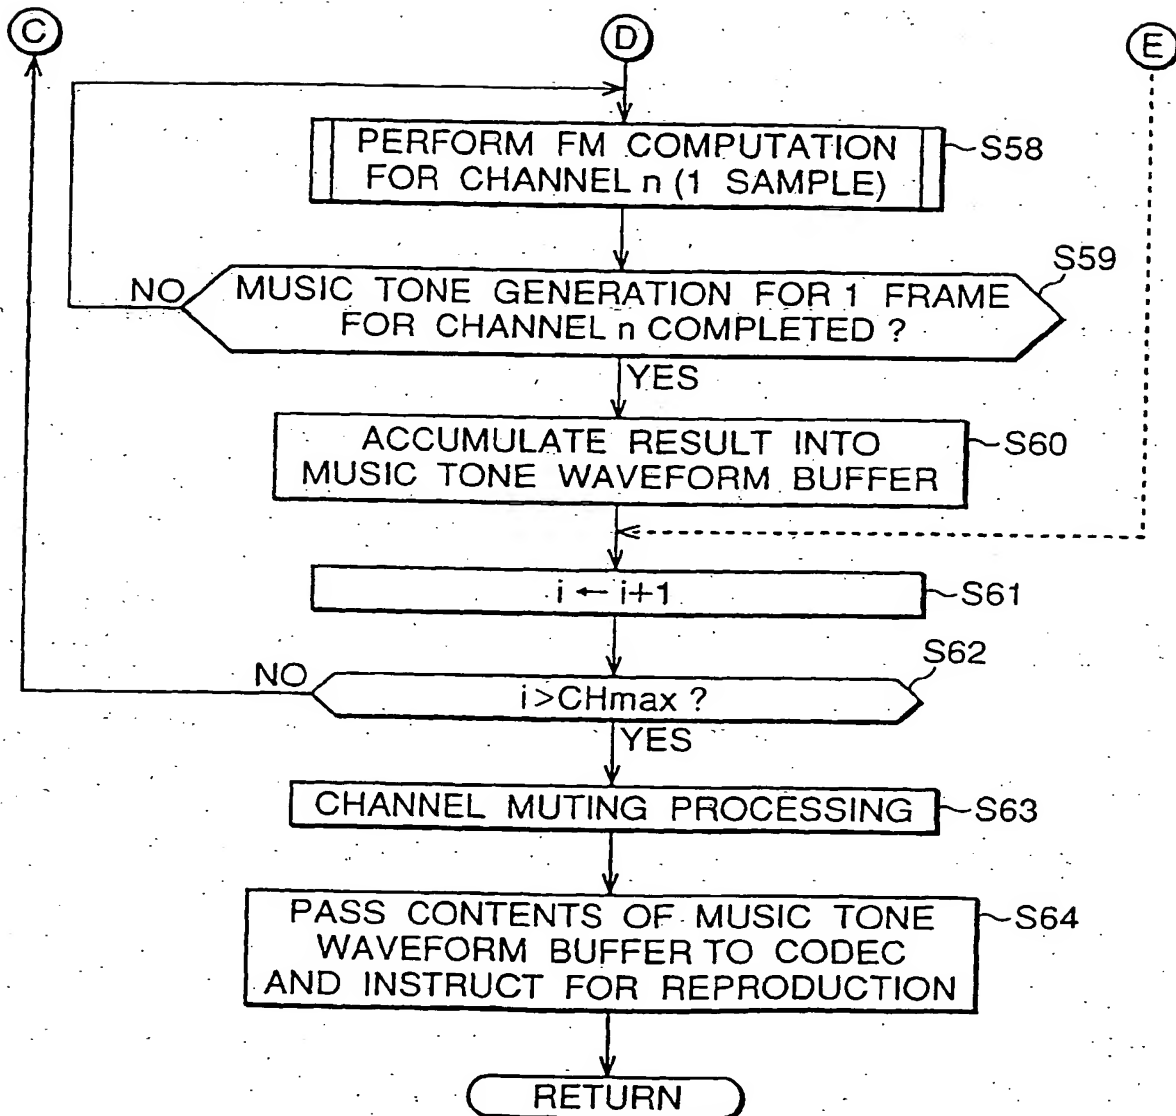 C
D
E
PERFORM FM COMPUTATION
FOR CHANNEL n (1 SAMPLE)
S58
S59
NO
MUSIC TONE GENERATION FOR 1 FRAME
FOR CHANNEL n COMPLETED ?
YES
ACCUMULATE RESULT INTO
MUSIC TONE WAVEFORM BUFFER
S60
i ← i+1
S61
S62
NO
i>CHmax ?
YES
CHANNEL MUTING PROCESSING
S63
PASS CONTENTS OF MUSIC TONE
WAVEFORM BUFFER TO CODEC
AND INSTRUCT FOR REPRODUCTION
S64
RETURN